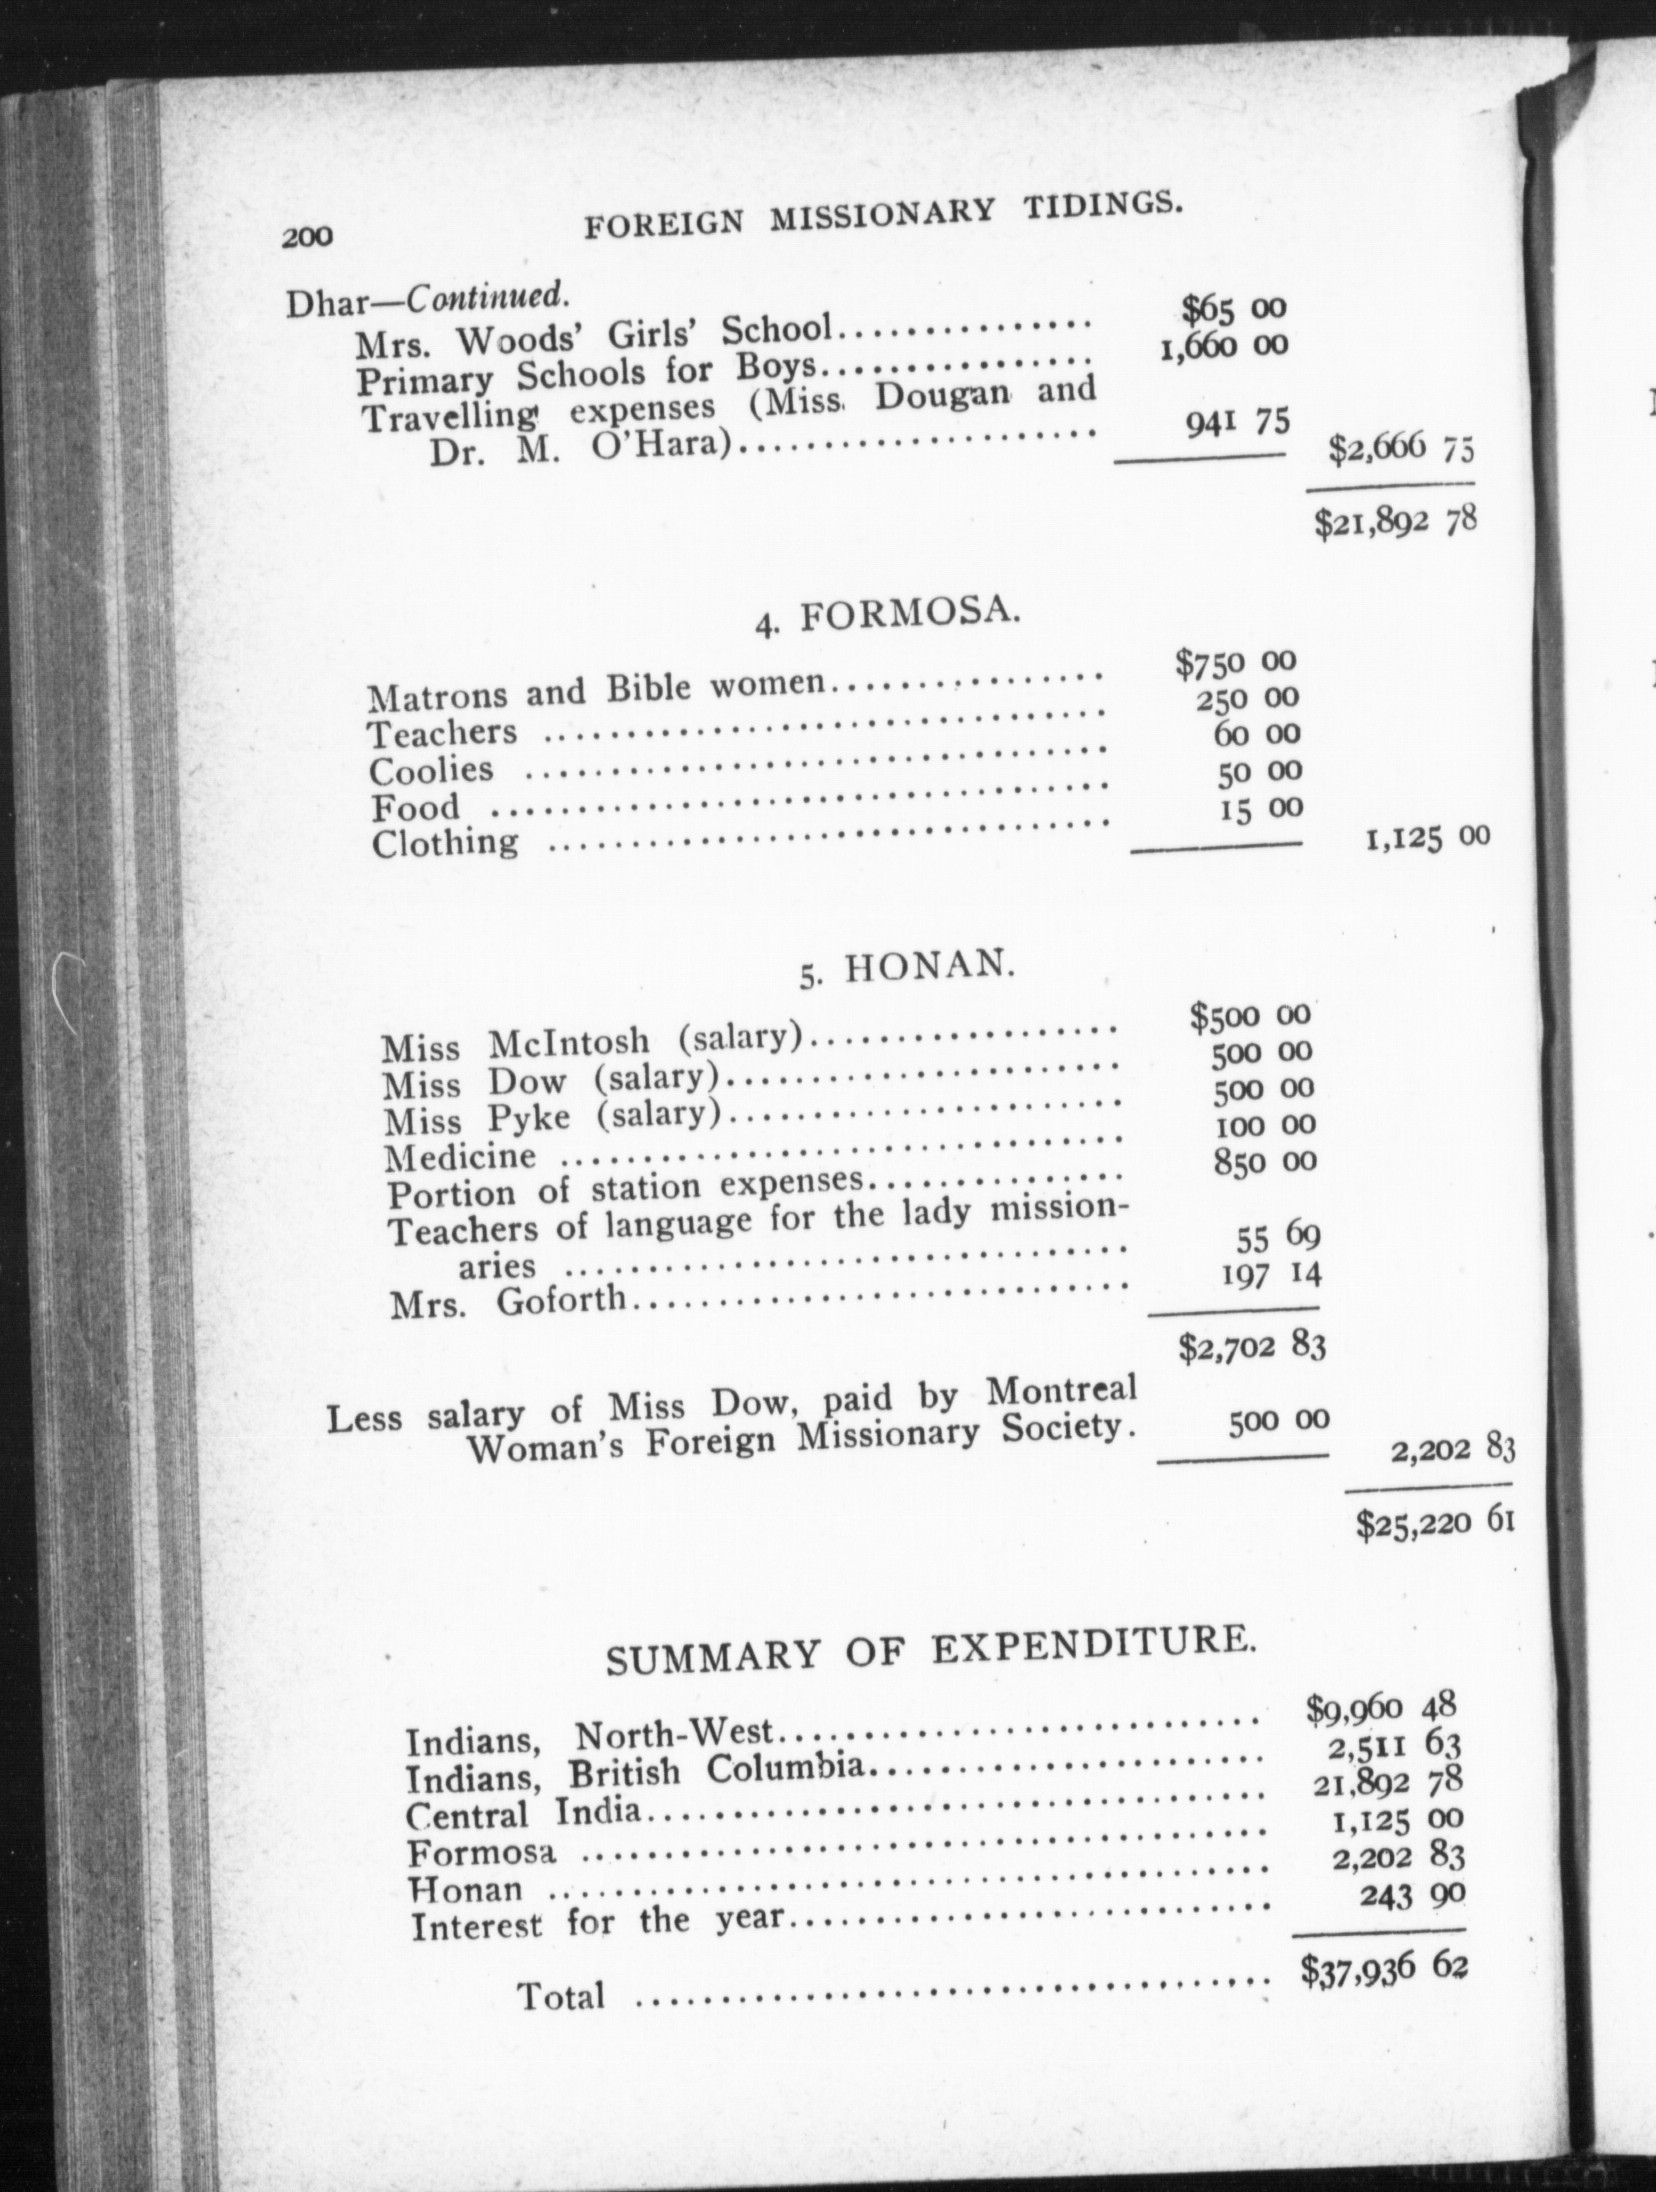 200 FOREIGN MISSIONARY TIDINGS.
Dhar—Continued.
Mrs. Woods' Girls' School............... $65 00
Primary Schools for Boys................ 1,660 00
Travelling expenses (Miss. Dougan and
Dr. M. O'Hara)..................... 941 75
$2,666 75
$21,892 78
4. FORMOSA.
Matrons and Bible women................ $750 00
Teachers ................................. 250 00
Coolies .................................. 60 00
Food .................................... 50 00
Clothing ................................. 15 00
1,125 00
5. HONAN.
Miss McIntosh (salary).................. $500 00
Miss Dow (salary)....................... 500 00
Miss Pyke (salary)....................... 500 00
Medicine ................................. 100 00
Portion of station expenses............... 850 00
Teachers of language for the lady mission-
aries ................................. 55 69
Mrs. Goforth............................. 197 14
$2,702 83
Less salary of Miss Dow, paid by Montreal
Woman's Foreign Missionary Society. 500 00
2,202 83
$25,220 61
SUMMARY OF EXPENDITURE.
Indians, North-West............................ $9,960 48
Indians, British Columbia....................... 2,511 63
Central India.................................... 21,892 78
Formosa ........................................ 1,125 00
Honan .......................................... 2,202 83
Interest for the year............................ 243 90
Total ..................................... $37,936 62